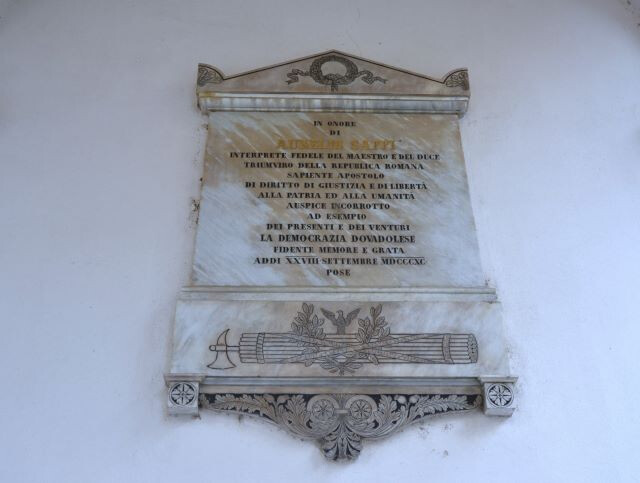 IN ONORE
DI
AURELIO SAFFI
INTERPRETE FEDELE DEL MAESTRO E DEL DUCE
TRIUMVIRO DELLA REPUBLICA ROMANA
SAPIENTE APOSTOLO
DI DIRITTO DI GIUSTIZIA E DI LIBERTÀ
ALLA PATRIA ED ALLA UMANITÀ
AUSPICE INCORROTTO
AD ESEMPIO
DEI PRESENTI E DEI VENTURI
LA DEMOCRAZIA DOVADOLESE
FIDENTE MEMORE E GRATA
ADDI XXVIII SETTEMBRE MDCCCXC
POSE